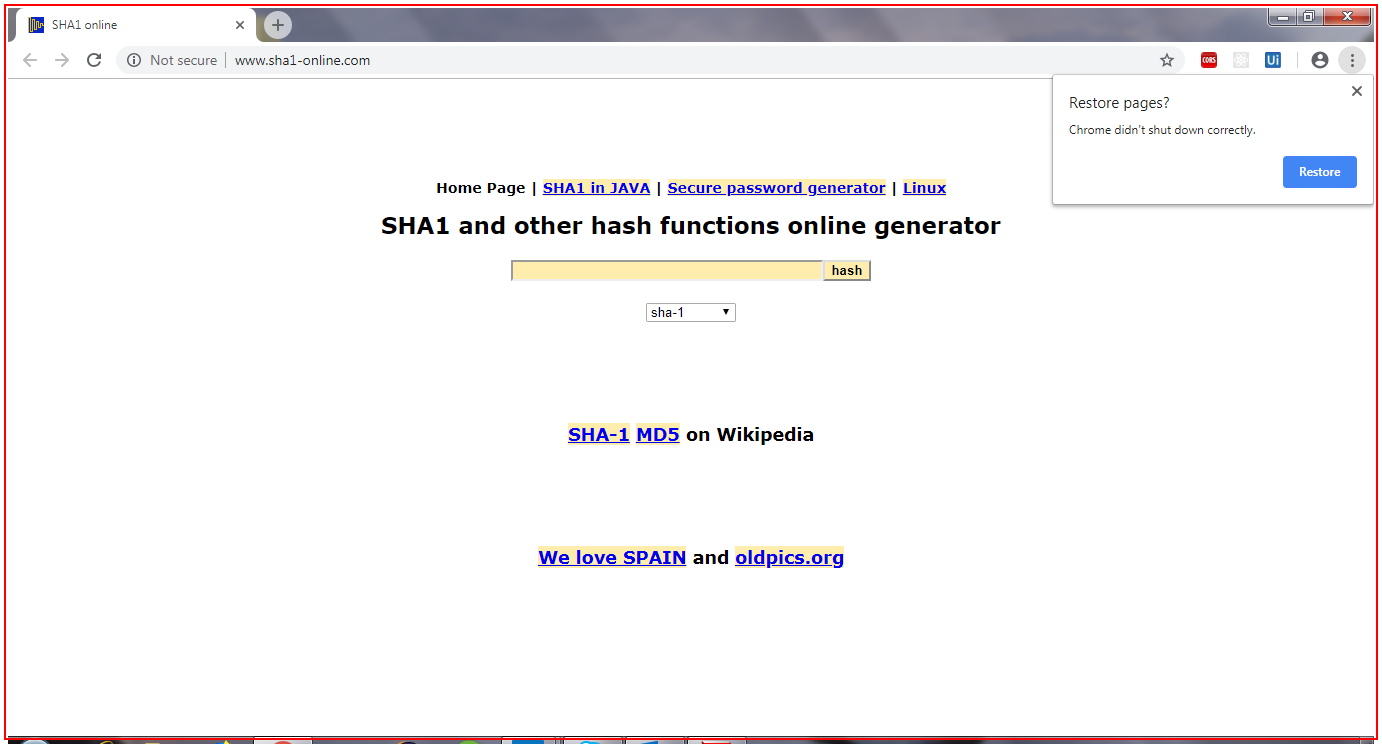 SHA1 online
Not secure www.sha1-online.com
CORS
Ui
Restore pages?
Chrome didn't shut down correctly.
Restore
Home Page | SHA1 in JAVA | Secure password generator | Linux
SHA1 and other hash functions online generator
hash
sha-1
SHA-1 MD5 on Wikipedia
We love SPAIN and oldpics.org